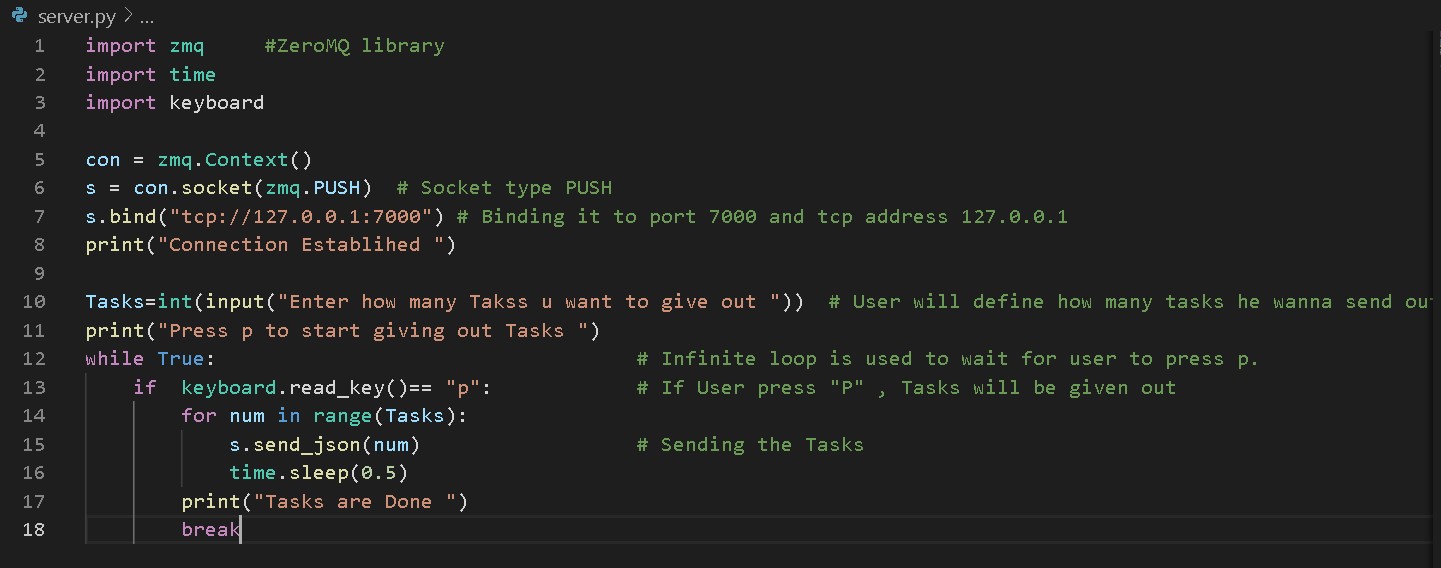 server.py > ...
1 import zmq     #ZeroMQ library
2 import time
3 import keyboard
4
5 con = zmq.Context()
6 s = con.socket(zmq.PUSH)  # Socket type PUSH
7 s.bind("tcp://127.0.0.1:7000") # Binding it to port 7000 and tcp address 127.0.0.1
8 print("Connection Establihed ")
9
10 Tasks=int(input("Enter how many Takss u want to give out "))  # User will define how many tasks he wanna send ou
11 print("Press p to start giving out Tasks ")
12 while True:                                   # Infinite loop is used to wait for user to press p.
13     if  keyboard.read_key()== "p":            # If User press "P" , Tasks will be given out
14         for num in range(Tasks):
15             s.send_json(num)                  # Sending the Tasks
16             time.sleep(0.5)
17         print("Tasks are Done ")
18         break